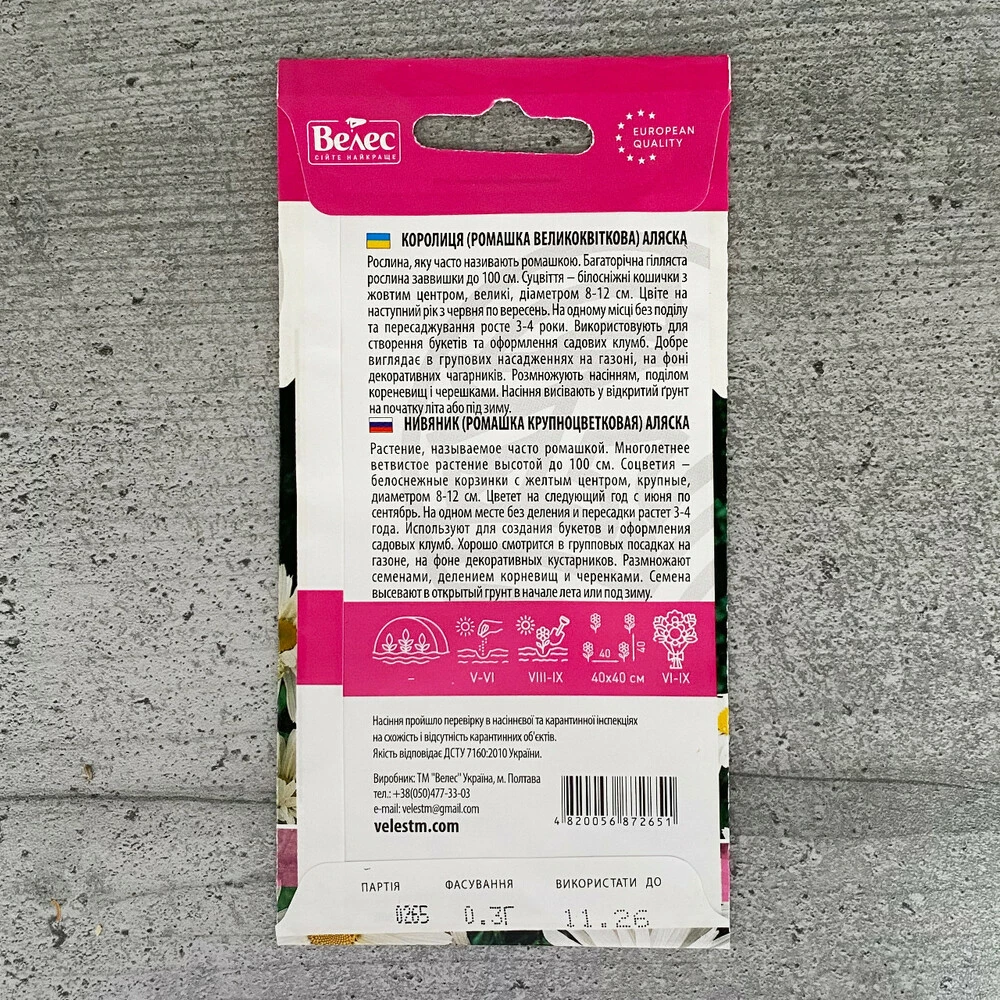 Велес
СІЙТЕ НАЙКРАЩЕ
EUROPEAN
QUALITY
КОРОЛИЦЯ (РОМАШКА ВЕЛИКОКВІТКОВА) АЛЯСКА
Рослина, яку часто називають ромашкою. Багаторічна гілляста
рослина заввишки до 100 см. Суцвіття – білосніжні кошички з
жовтим центром, великі, діаметром 8-12 см. Цвіте на
наступний рік з червня по вересень. На одному місці без поділу
та пересаджування росте 3-4 роки. Використовують для
створення букетів та оформлення садових клумб. Добре
виглядає в групових насадженнях на газоні, на фоні
декоративних чагарників. Розмножують насінням, поділом
кореневищ і черешками. Насіння висівають у відкритий ґрунт
на початку літа або під зиму.
НИВЯНИК (РОМАШКА КРУПНОЦВЕТКОВАЯ) АЛЯСКА
Растение, называемое часто ромашкой. Многолетнее
ветвистое растение высотой до 100 см. Соцветия –
белоснежные корзинки с желтым центром, крупные,
диаметром 8-12 см. Цветет на следующий год с июня по
сентябрь. На одном месте без деления и пересадки растет 3-4
года. Используют для создания букетов и оформления
садовых клумб. Хорошо смотрится в групповых посадках на
газоне, на фоне декоративных кустарников. Размножают
семенами, делением корневищ и черенками. Семена
высевают в открытый грунт в начале лета или под зиму.
40
40
– V-VI VIII-IX 40x40 см VI-IX
Насіння пройшло перевірку в насіннєвої та карантинної інспекціях
на схожість і відсутність карантинних об'єктів.
Якість відповідає ДСТУ 7160:2010 України.
Виробник: ТМ "Велес" Україна, м. Полтава
тел.: +38(050)477-33-03
e-mail: velestm@gmail.com
velestm.com
4 820056 872651
ПАРТІЯ ФАСУВАННЯ ВИКОРИСТАТИ ДО
0265 0.3Г 11.26